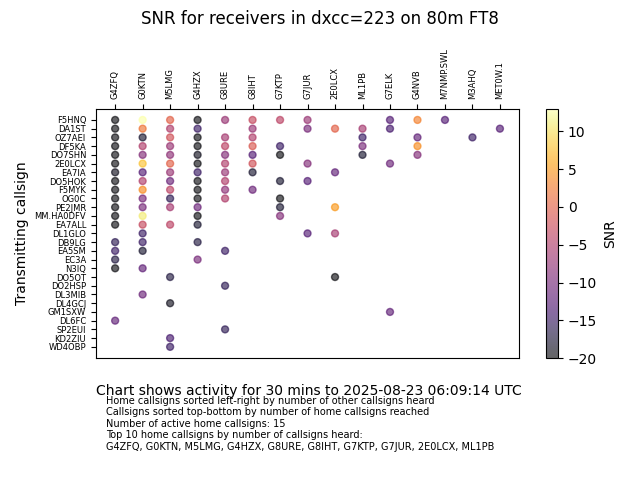 SNR for receivers in dxcc=223 on 80m FT8
G4ZFQ G0KTN M5LMG G4HZX G8URE G8IHT G7KTP G7JUR 2E0LCX ML1PB G7ELK G4NVB M7NMP.SWL M3AHQ MET0W.1
F5HNQ
DA1ST
OZ7AEI
DF5KA
DO7SHN
2E0LCX
EA7IA
DO5HOK
F5MYK
OG0C
PE2JMR
MM.HA0DFV
EA7ALL
DL1GLO
DB9LG
EA5SM
EC3A
N3IQ
DO5OT
DO2HSP
DL3MIB
DL4GCJ
GM1SXW
DL6FC
SP2EUI
KD2ZIU
WD4OBP
Transmitting callsign
10
5
0
−5
−10
−15
−20
SNR
Chart shows activity for 30 mins to 2025-08-23 06:09:14 UTC
Home callsigns sorted left-right by number of other callsigns heard
Callsigns sorted top-bottom by number of home callsigns reached
Number of active home callsigns: 15
Top 10 home callsigns by number of callsigns heard:
G4ZFQ, G0KTN, M5LMG, G4HZX, G8URE, G8IHT, G7KTP, G7JUR, 2E0LCX, ML1PB